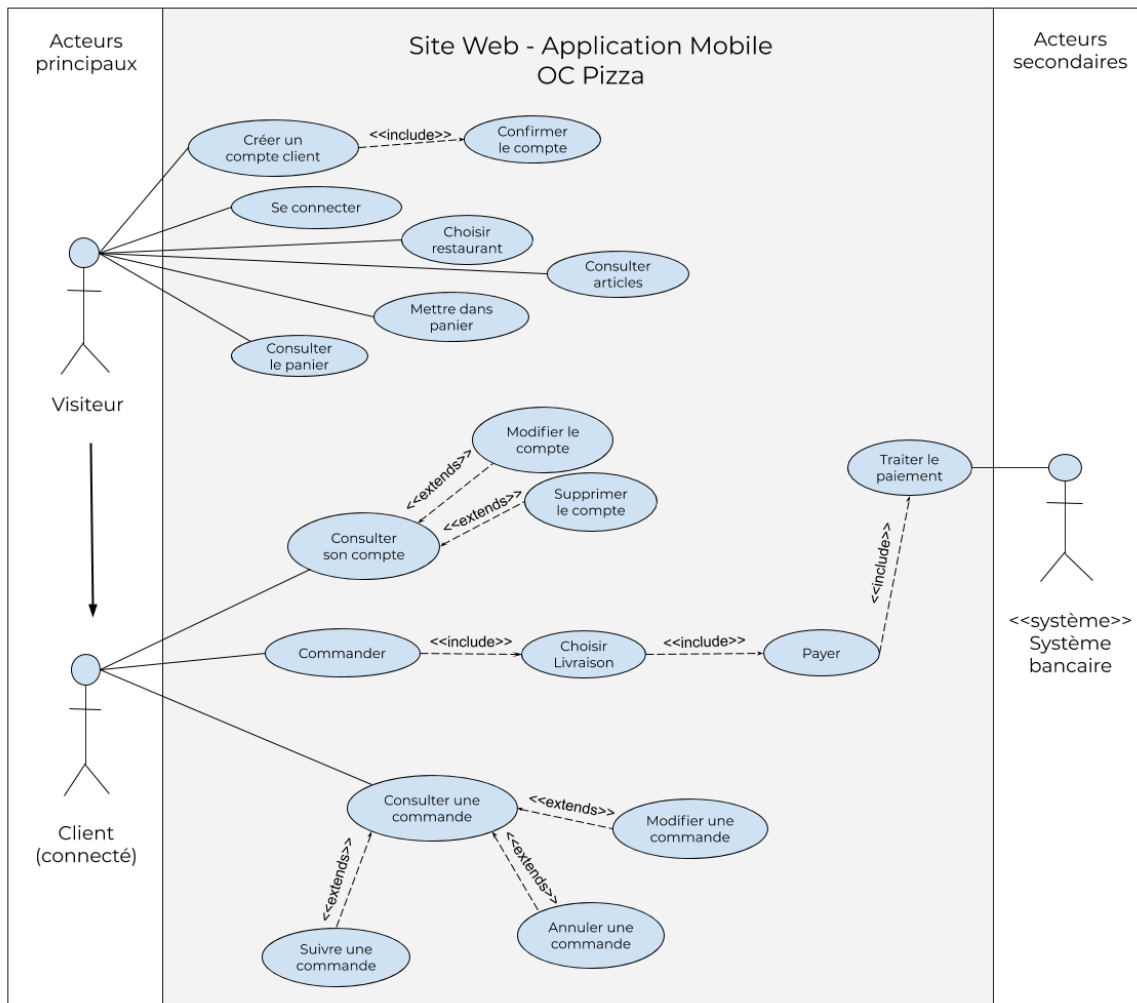 Acteurs
principaux
Site Web - Application Mobile
OC Pizza
Acteurs
secondaires
Créer un
compte client
<<include>>
Confirmer
le compte
Se connecter
Choisir
restaurant
Consulter
articles
Mettre dans
panier
Consulter
le panier
Visiteur
Modifier le
compte
<<extends>>
Supprimer
le compte
<<extends>>
Consulter
son compte
Traiter le
paiement
<<include>>
<<système>>
Système
bancaire
Commander
<<include>>
Choisir
Livraison
<<include>>
Payer
Client
(connecté)
Consulter une
commande
<<extends>>
Modifier une
commande
<<extends>>
<<extends>>
Annuler une
commande
Suivre une
commande